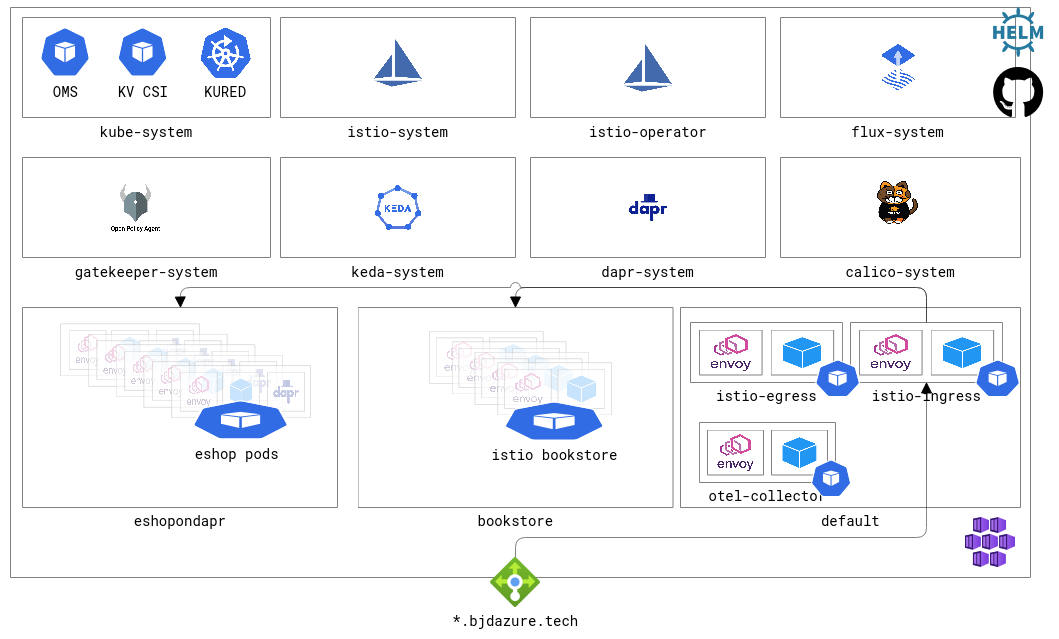 HELM
OMS
KV CSI
KURED
kube-system
istio-system
istio-operator
flux-system
Open Policy Agent
KEDA
dapr
gatekeeper-system
keda-system
dapr-system
calico-system
envoy
dapr
eshop pods
envoy
istio bookstore
envoy
envoy
istio-egress
istio-ingress
envoy
otel-collector
eshopondapr
bookstore
default
*.bjdazure.tech